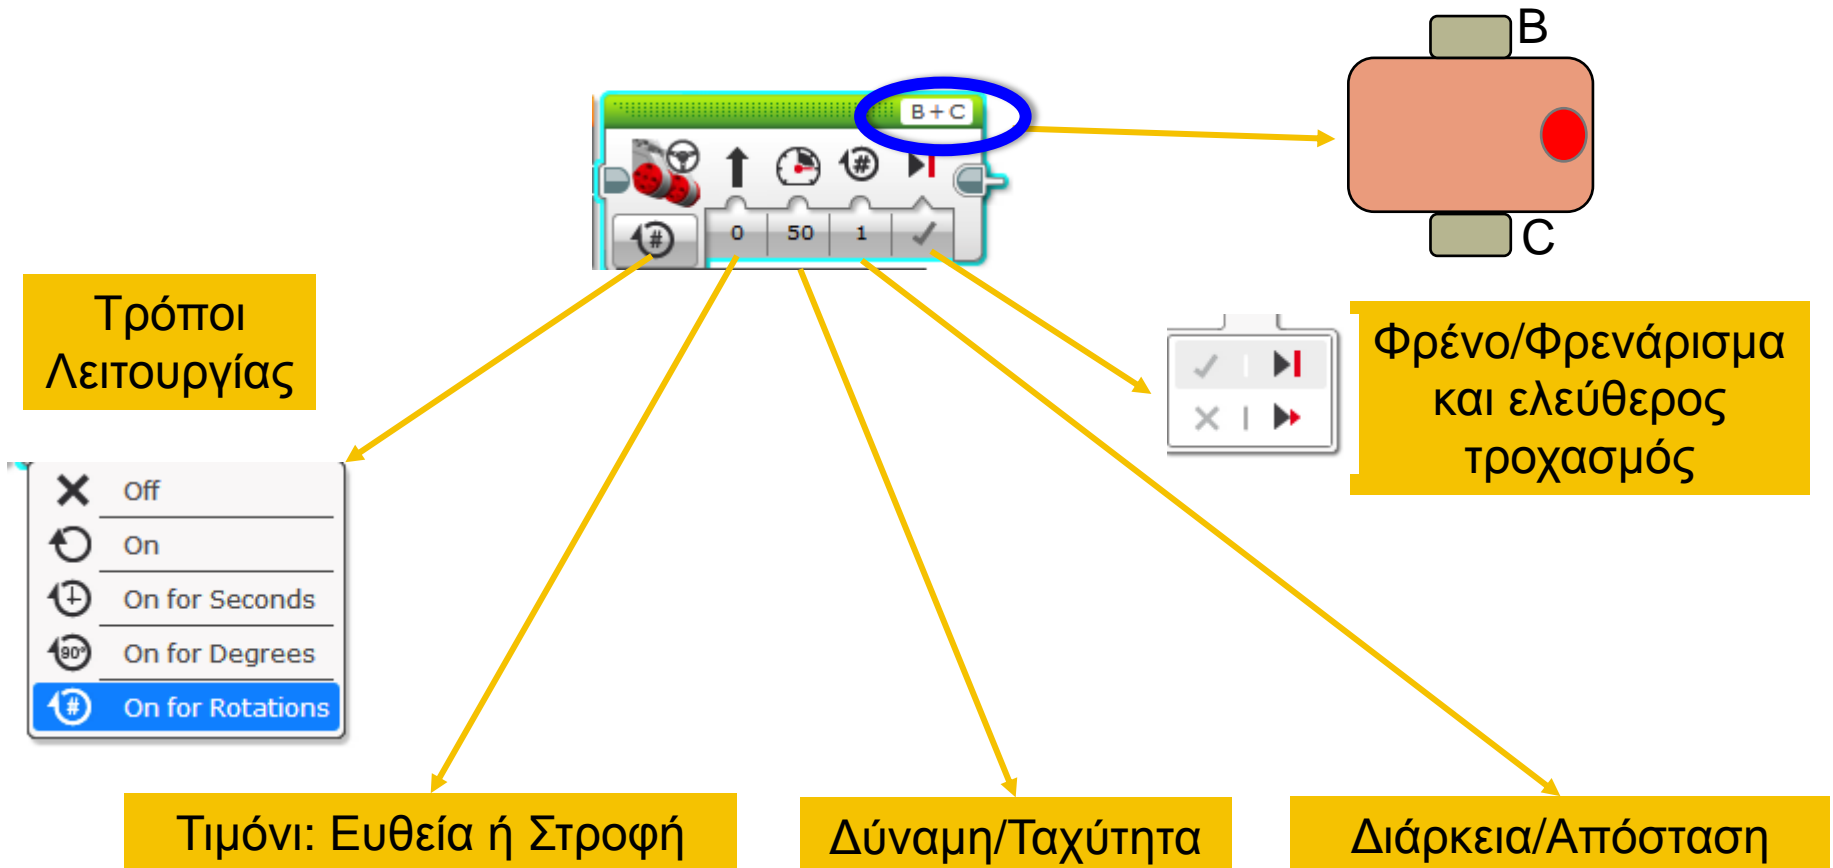 B
B + C
#
#
0
50
1
C
Τρόποι
Λειτουργίας
Φρένο/Φρενάρισμα
και ελεύθερος
τροχασμός
Off
On
On for Seconds
90° On for Degrees
# On for Rotations
Τιμόνι: Ευθεία ή Στροφή
Δύναμη/Ταχύτητα
Διάρκεια/Απόσταση